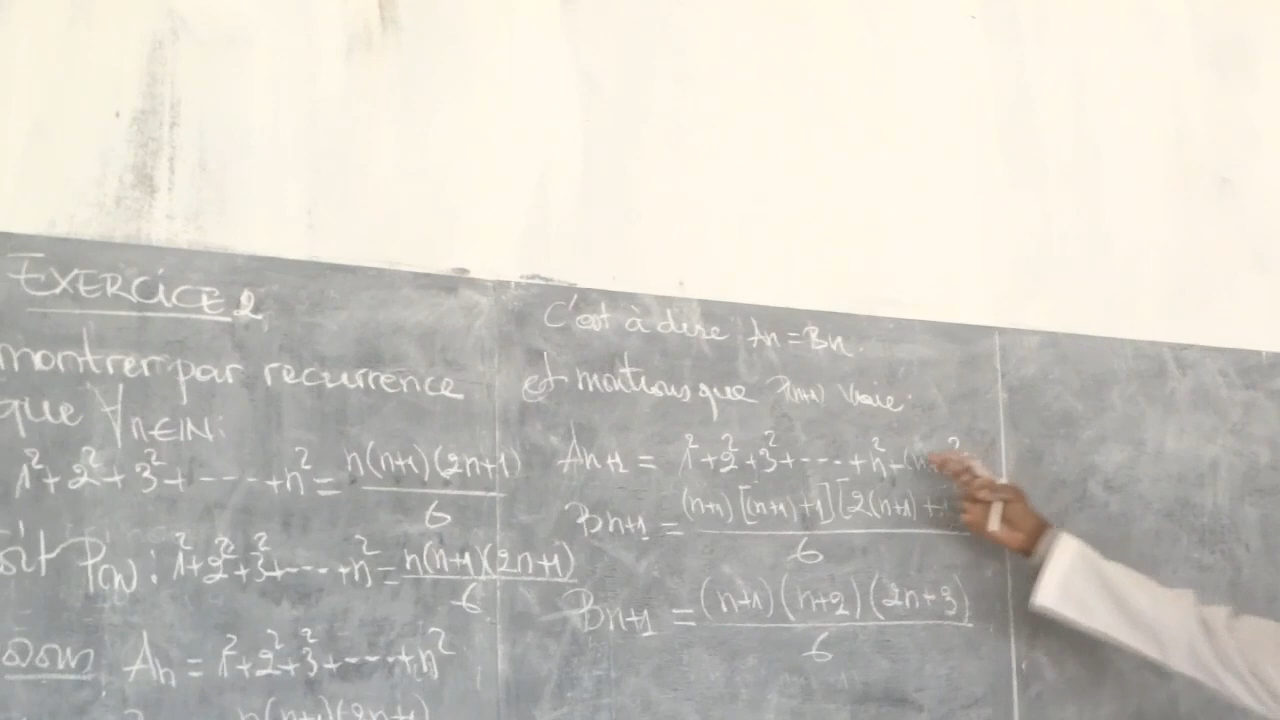 EXERCICE 2
montrer par recurrence
que ∀n∈IN:
1²+2²+3²+----+n² = n(n+1)(2n+1)/6
Soit P(n): 1²+2²+3²+----+n² = n(n+1)(2n+1)/6
An = 1²+2²+3²+----+n²
n(n+1)(2n+1)
C'est à dire An = Bn.
et montrons que P(n+1) vraie.
An+1 = 1²+2²+3²+----+n²+(n+
Bn+1 = (n+1)[(n+1)+1][2(n+1)+ /6
Bn+1 = (n+1)(n+2)(2n+3)/6